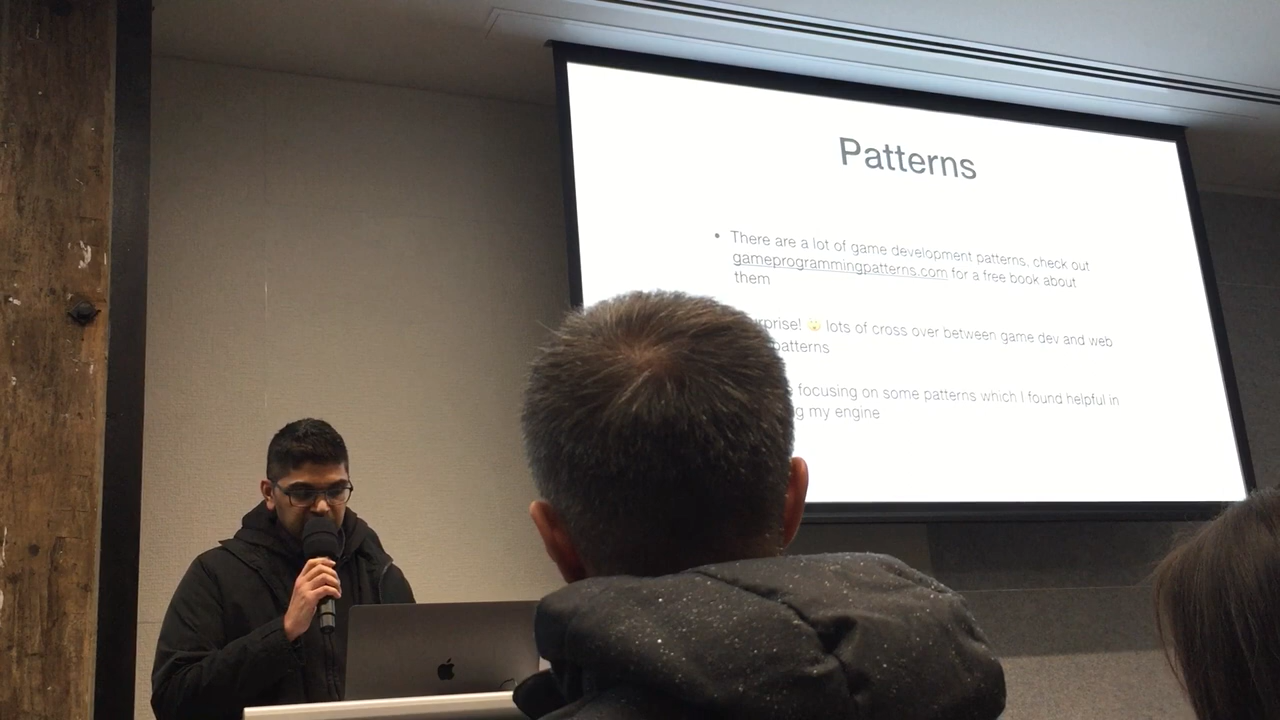 Patterns
• There are a lot of game development patterns, check out
gameprogrammingpatterns.com for a free book about
them
lots of cross over between game dev and web
patterns
focusing on some patterns which I found helpful in
my engine